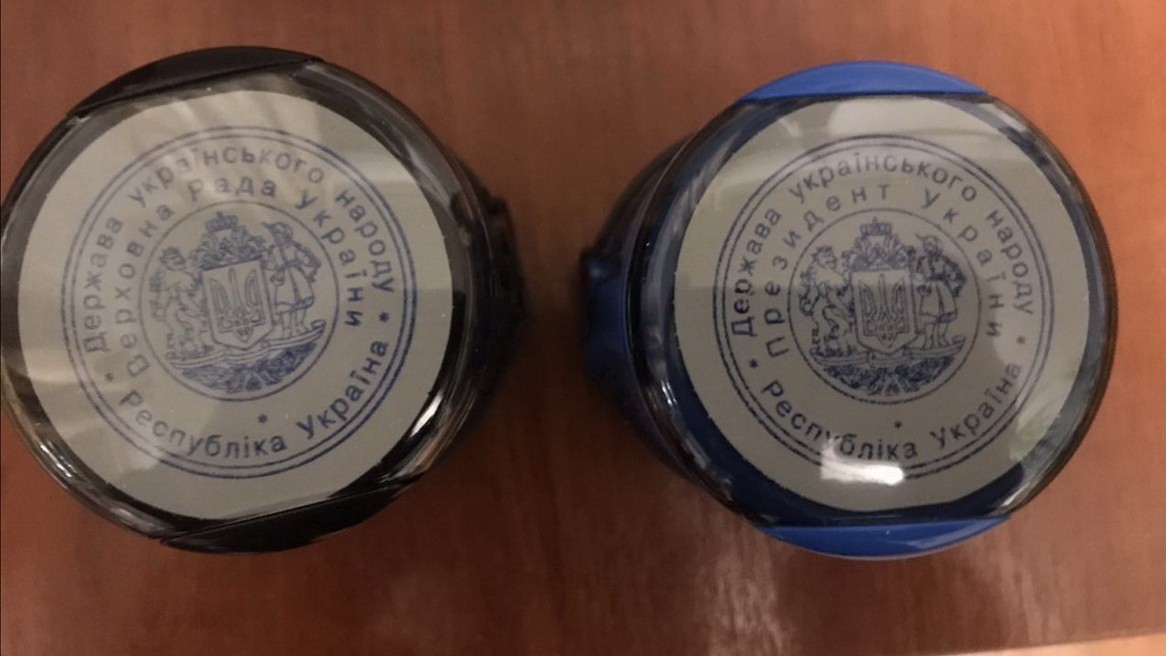 * Держава українського народу *
Верховна Рада України
*
Республіка Україна
* Держава українського народу *
Президент України
*
Республіка Україна